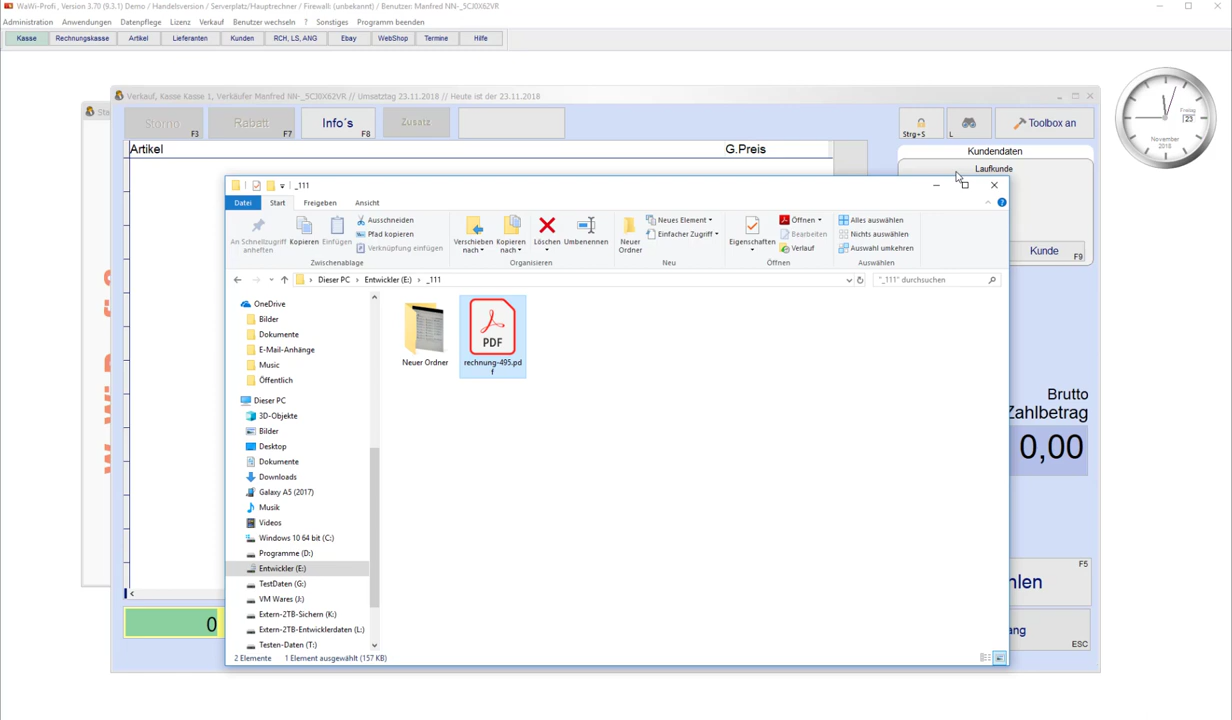 WaWi-Profi , Version 3.70 (9.3.1) Demo / Handelsversion / Serverplatz/Hauptrechner / Firewall: (unbekannt) / Benutzer: Manfred NN-_5CJ0X62VR
Administration Anwendungen Datenpflege Lizenz Verkauf Benutzer wechseln ? Sonstiges Programm beenden
Kasse Rechnungskasse Artikel Lieferanten Kunden RCH, LS, ANG Ebay WebShop Termine Hilfe
Verkauf, Kasse Kasse 1, Verkäufer Manfred NN-_5CJ0X62VR // Umsatztag 23.11.2018 // Heute ist der 23.11.2018
Storno F3 Rabatt F7 Info´s F8 Zusatz Strg+S L Toolbox an
Freitag
23
November
2018
Artikel G.Preis Kundendaten
Laufkunde
_111
Datei Start Freigeben Ansicht
An Schnellzugriff anheften
Kopieren
Einfügen
Ausschneiden
Pfad kopieren
Verknüpfung einfügen
Zwischenablage
Verschieben nach
Kopieren nach
Löschen
Umbenennen
Organisieren
Neuer Ordner
Neues Element
Einfacher Zugriff
Neu
Eigenschaften
Öffnen
Bearbeiten
Verlauf
Öffnen
Alles auswählen
Nichts auswählen
Auswahl umkehren
Auswählen
Kunde F9
Dieser PC > Entwickler (E:) > _111
"_111" durchsuchen
OneDrive
Bilder
Dokumente
E-Mail-Anhänge
Music
Öffentlich
Dieser PC
3D-Objekte
Bilder
Desktop
Dokumente
Downloads
Galaxy A5 (2017)
Musik
Videos
Windows 10 64 bit (C:)
Programme (D:)
Entwickler (E:)
TestDaten (G:)
VM Wares (J:)
Extern-2TB-Sichern (K:)
Extern-2TB-Entwicklerdaten (L:)
Testen-Daten (T:)
Neuer Ordner
PDF
rechnung-495.pd
f
Brutto
Zahlbetrag
0,00
F5
hlen
ang
ESC
0
2 Elemente 1 Element ausgewählt (157 KB)